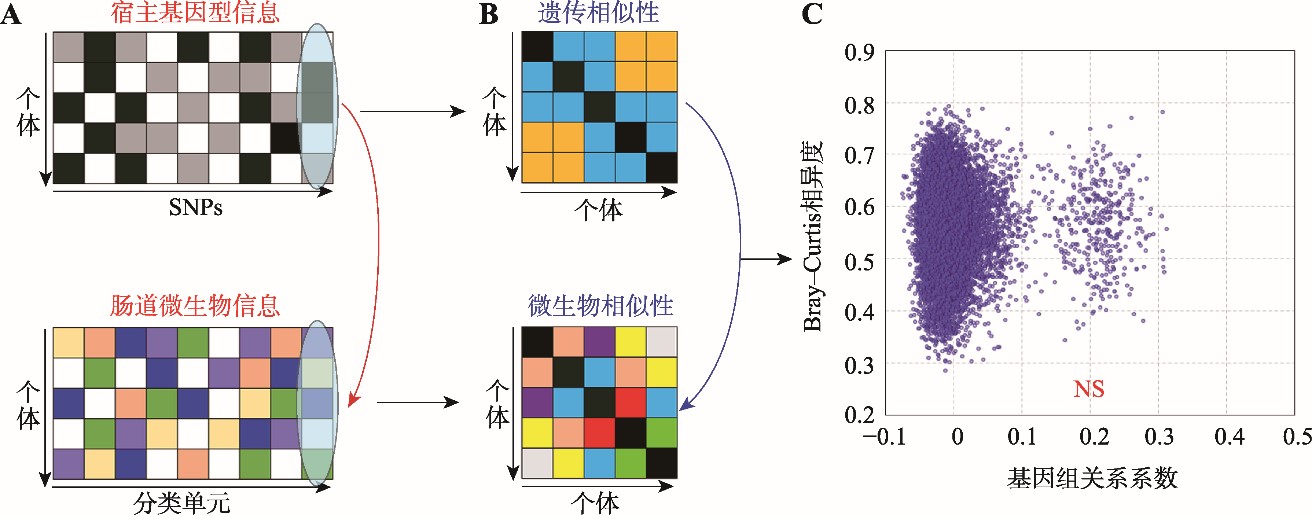 A
宿主基因型信息
个体
SNPs
肠道微生物信息
个体
分类单元
B
遗传相似性
个体
个体
微生物相似性
个体
个体
C
0.9
0.8
0.7
0.6
0.5
0.4
0.3
0.2
Bray–Curtis相异度
NS
−0.1
0
0.1
0.2
0.3
0.4
0.5
基因组关系系数